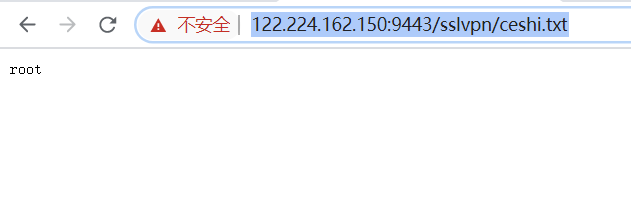 不安全 | 122.224.162.150:9443/sslvpn/ceshi.txt
root